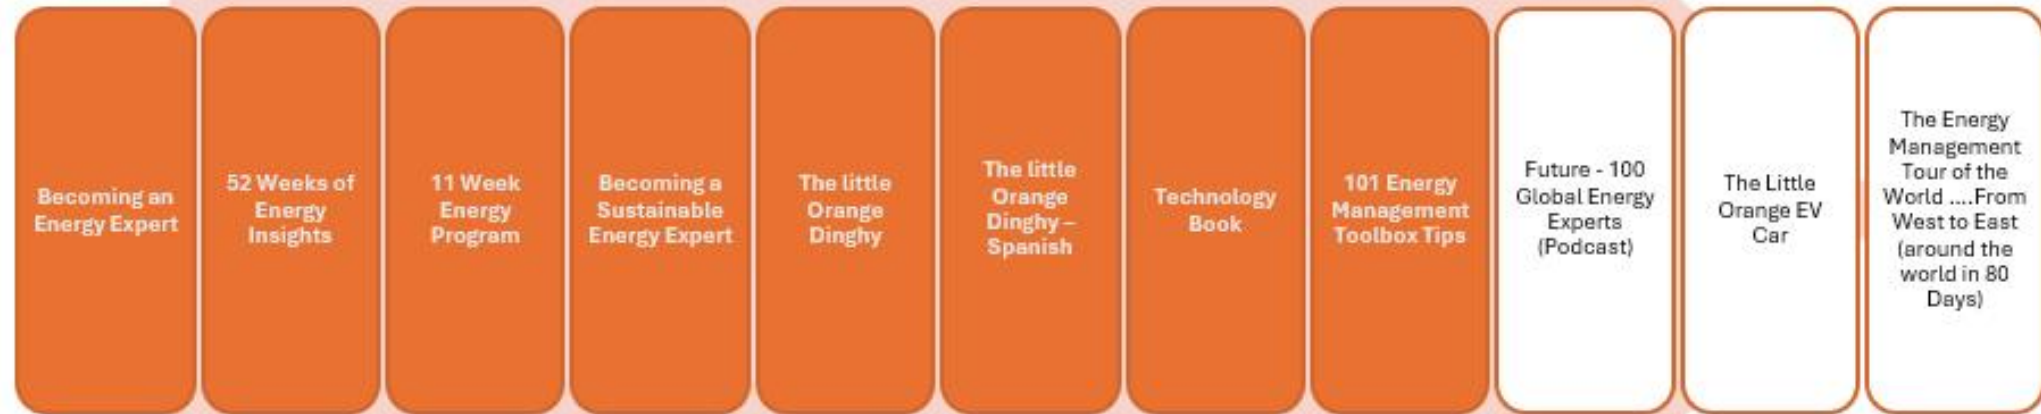 Becoming an
Energy Expert
52 Weeks of
Energy
Insights
11 Week
Energy
Program
Becoming a
Sustainable
Energy Expert
The little
Orange
Dinghy
The little
Orange
Dinghy –
Spanish
Technology
Book
101 Energy
Management
Toolbox Tips
Future - 100
Global Energy
Experts
(Podcast)
The Little
Orange EV
Car
The Energy
Management
Tour of the
World ....From
West to East
(around the
world in 80
Days)